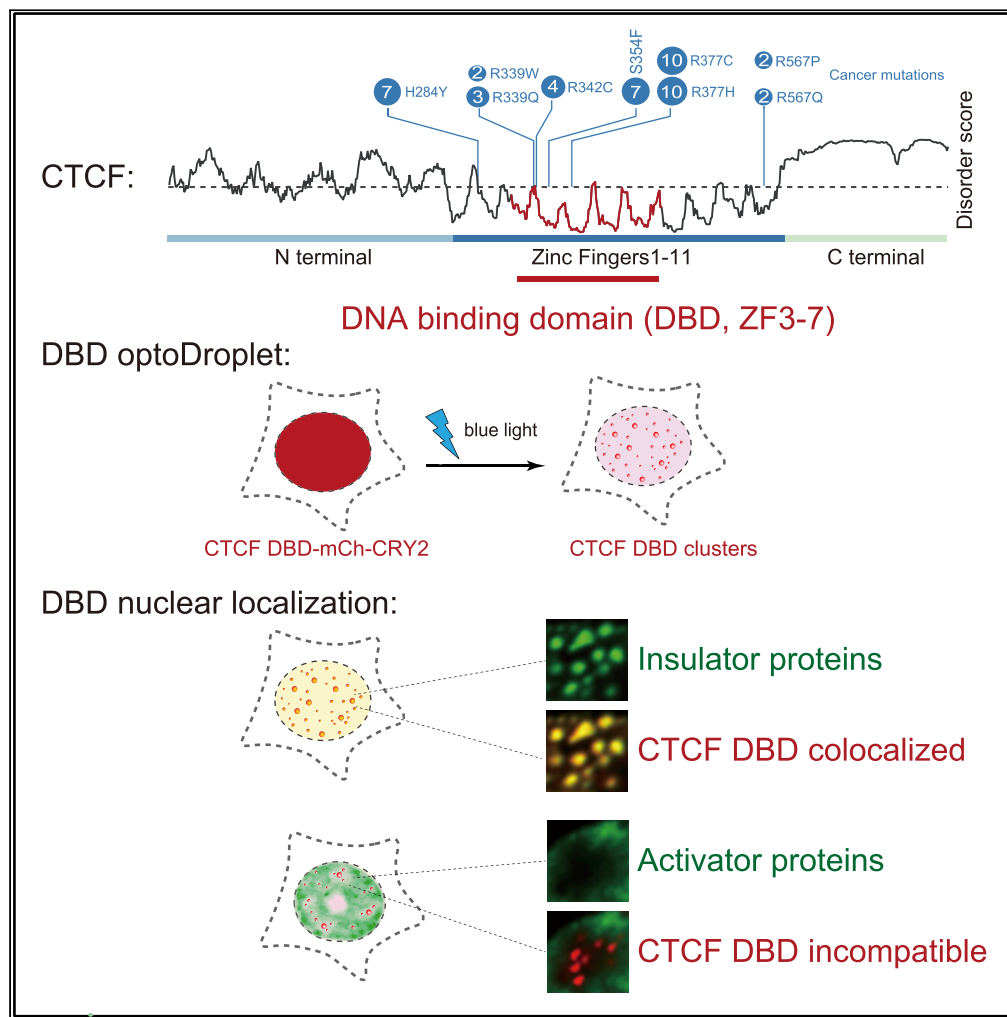 7 H284Y
2 R339W
3 R339Q
4 R342C
S354F
7
10 R377C
10 R377H
2 R567P
2 R567Q
Cancer mutations
CTCF:
Disorder score
N terminal
Zinc Fingers1-11
C terminal
DNA binding domain (DBD, ZF3-7)
DBD optoDroplet:
blue light
CTCF DBD-mCh-CRY2
CTCF DBD clusters
DBD nuclear localization:
Insulator proteins
CTCF DBD colocalized
Activator proteins
CTCF DBD incompatible